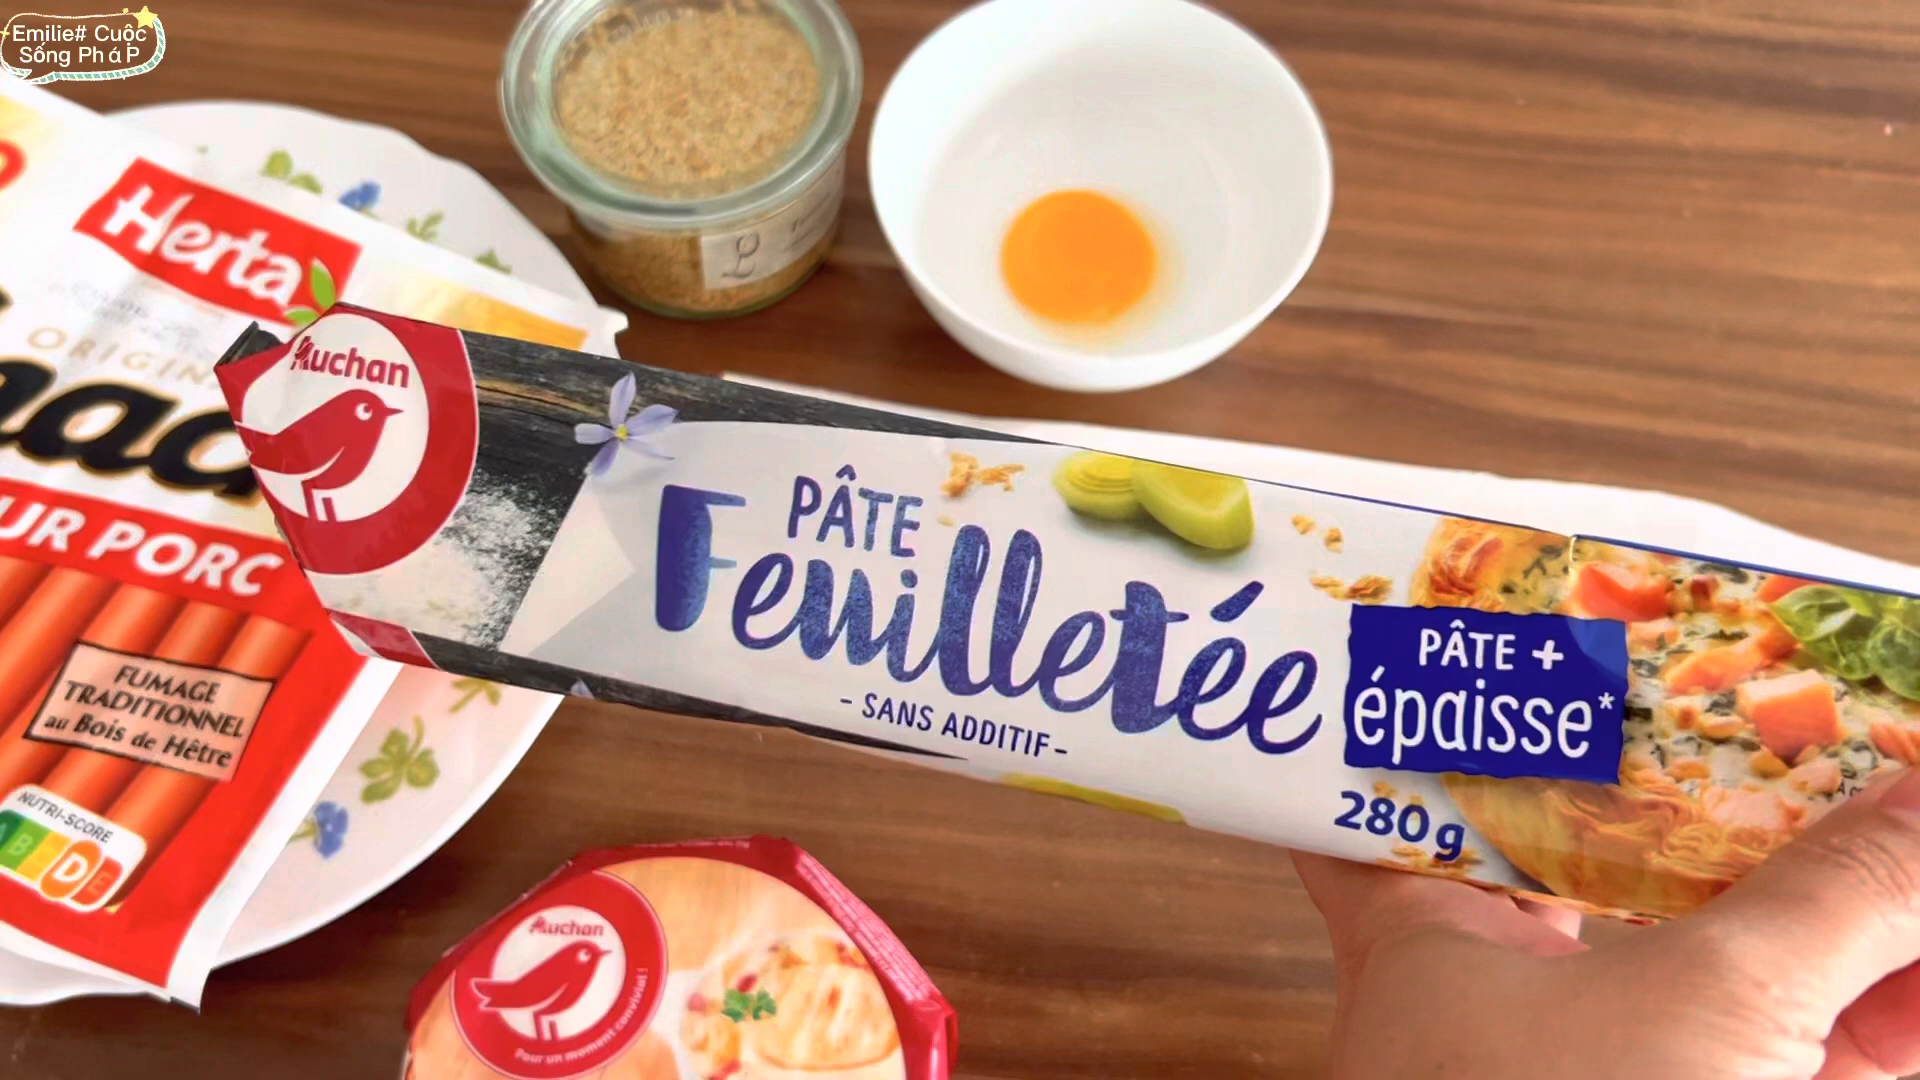 Emilie# Cuộc
Sống Pháp
Herta
ORIGIN
UR PORC
FUMAGE
TRADITIONNEL
au Bois de Hêtre
NUTRI-SCORE
A B D E
Auchan
PÂTE
Feuilletée
- SANS ADDITIF -
PÂTE +
épaisse*
280 g
Auchan
Pour un moment convivial !